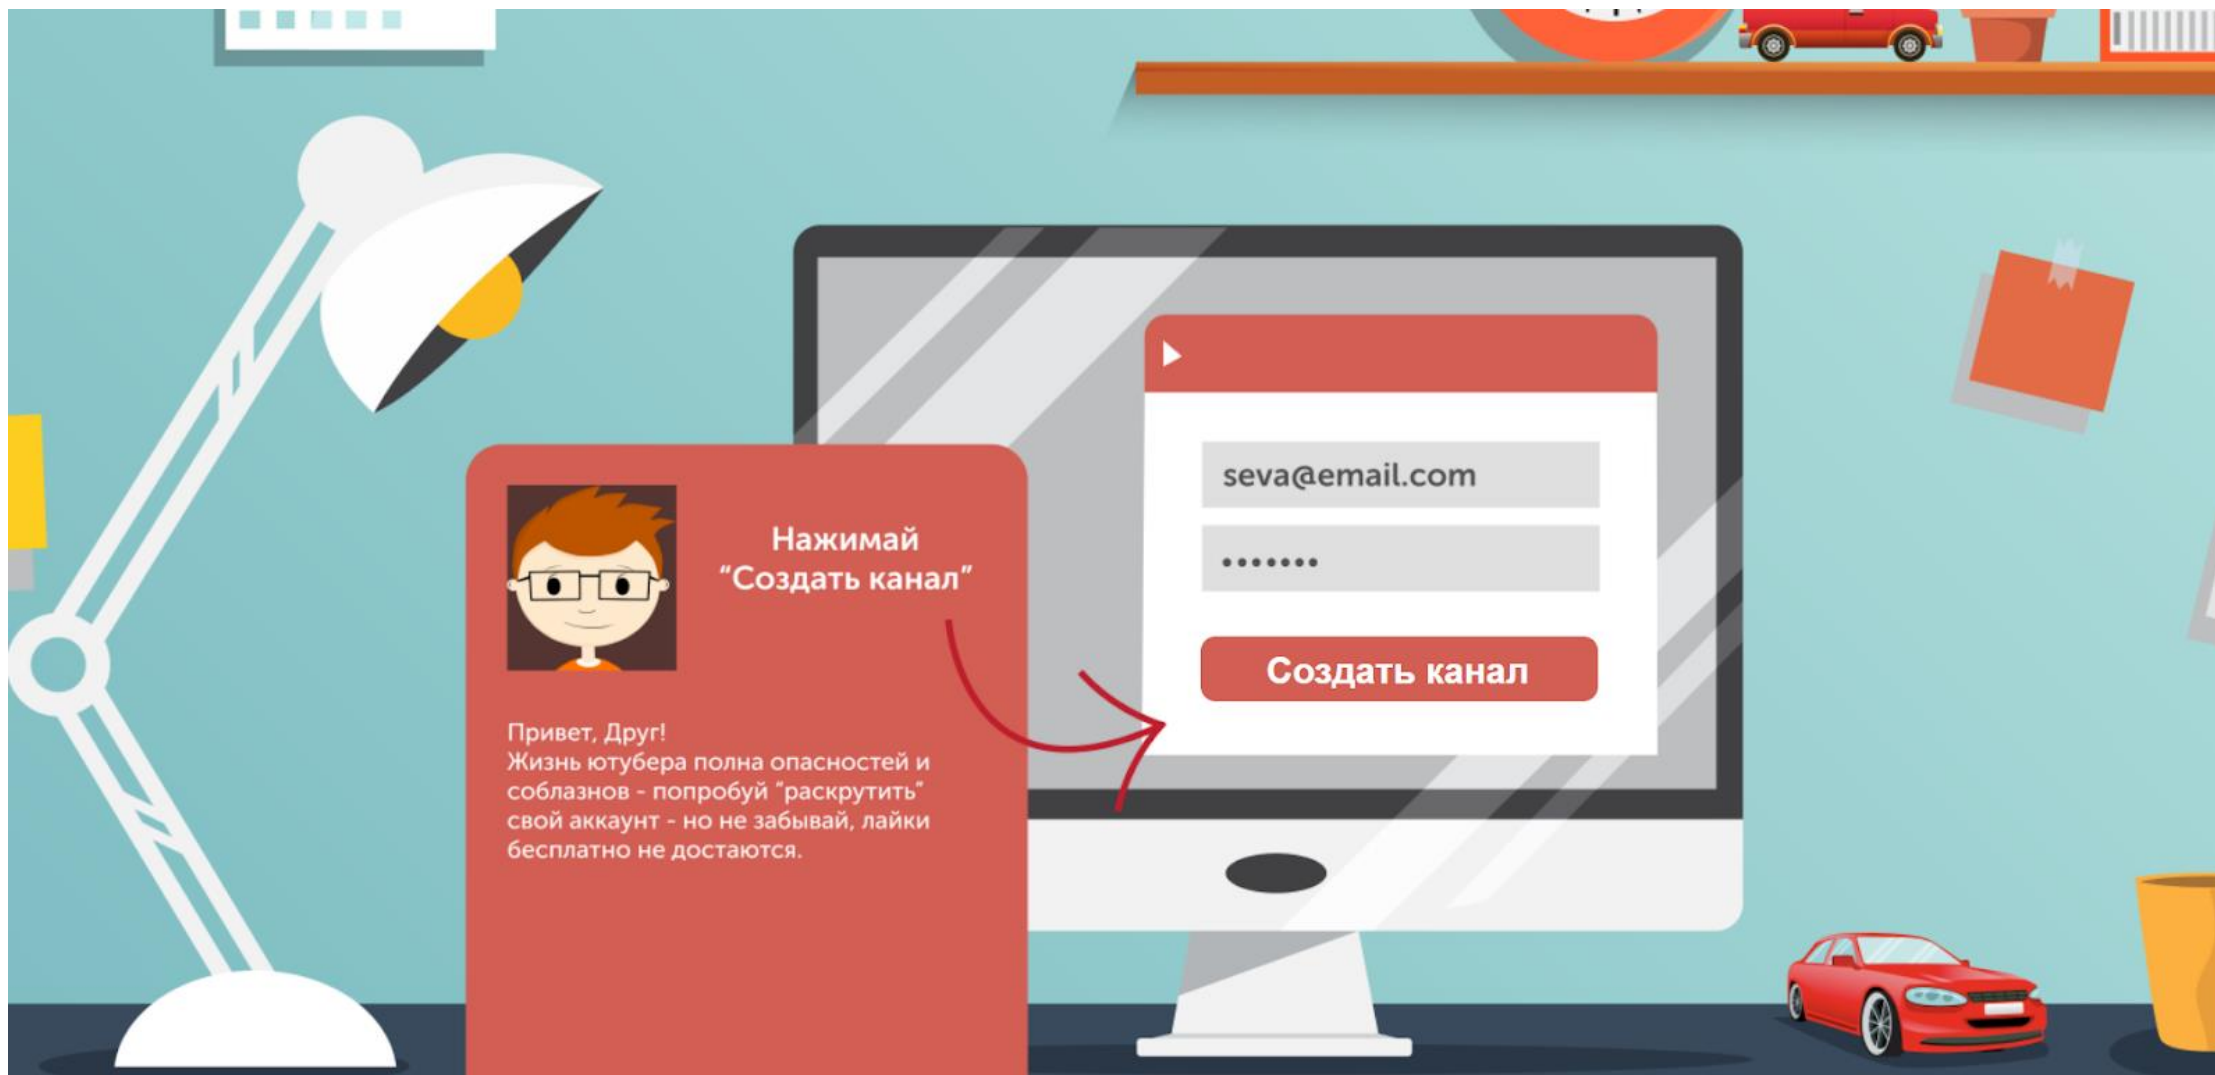 Нажимай
“Создать канал”
Привет, Друг!
Жизнь ютубера полна опасностей и
соблазнов - попробуй “раскрутить”
свой аккаунт - но не забывай, лайки
бесплатно не достаются.
seva@email.com
•••••••
Создать канал